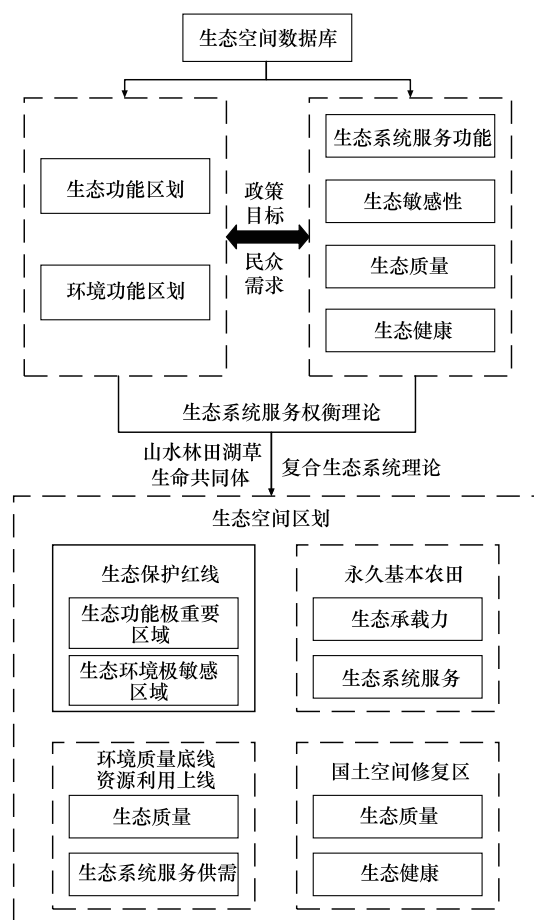 生态空间数据库
生态功能区划
环境功能区划
政策
目标
民众
需求
生态系统服务功能
生态敏感性
生态质量
生态健康
生态系统服务权衡理论
山水林田湖草
生命共同体
复合生态系统理论
生态空间区划
生态保护红线
生态功能极重要
区域
生态环境极敏感
区域
永久基本农田
生态承载力
生态系统服务
环境质量底线
资源利用上线
生态质量
生态系统服务供需
国土空间修复区
生态质量
生态健康